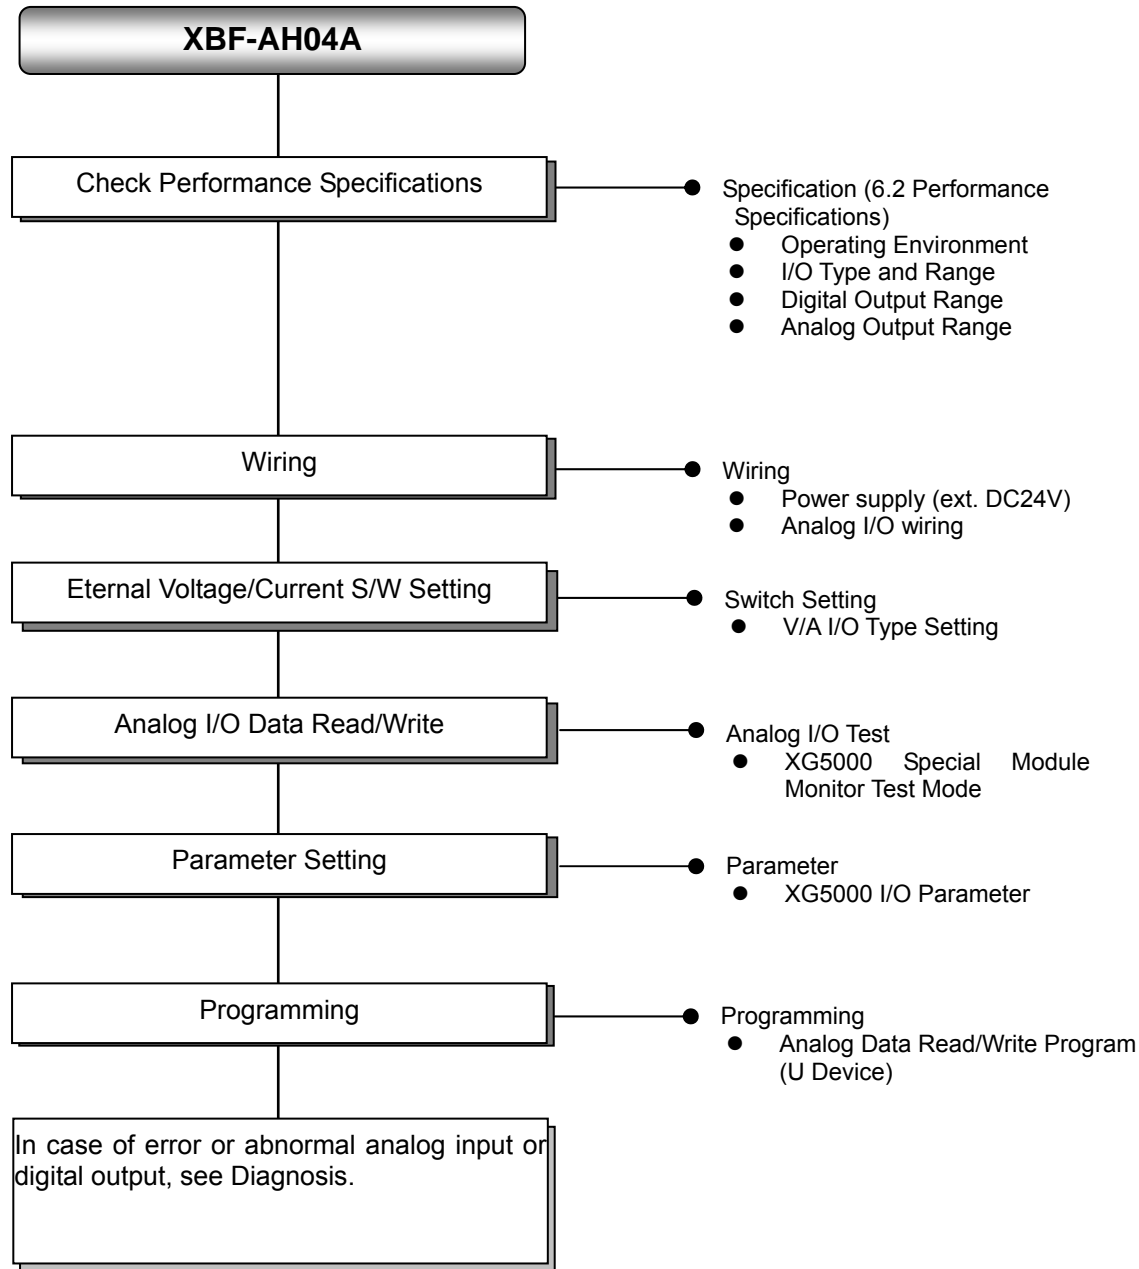 XBF-AH04A
Check Performance Specifications
● Specification (6.2 Performance
Specifications)
● Operating Environment
● I/O Type and Range
● Digital Output Range
● Analog Output Range
Wiring
● Wiring
● Power supply (ext. DC24V)
● Analog I/O wiring
Eternal Voltage/Current S/W Setting
● Switch Setting
● V/A I/O Type Setting
Analog I/O Data Read/Write
● Analog I/O Test
● XG5000 Special Module
Monitor Test Mode
Parameter Setting
● Parameter
● XG5000 I/O Parameter
Programming
● Programming
● Analog Data Read/Write Program
(U Device)
In case of error or abnormal analog input or
digital output, see Diagnosis.